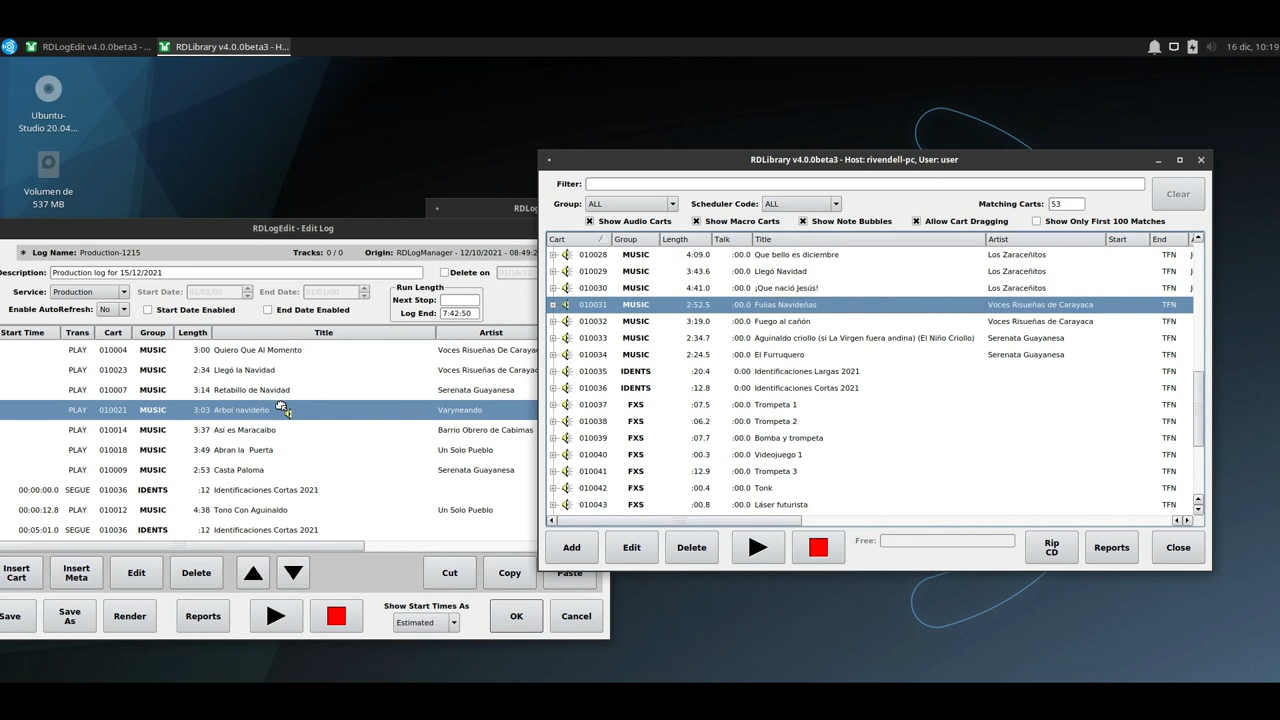 RDLogEdit v4.0.0beta3 - ...
RDLibrary v4.0.0beta3 - H...
16 dic, 10:19
Ubuntu-
Studio 20.04...
Volumen de
537 MB
RDLog
RDLogEdit - Edit Log
* Log Name: Production-1215 Tracks: 0 / 0 Origin: RDLogManager - 12/10/2021 - 08:49:2
Description: Production log for 15/12/2021 Delete on 01/16/22
Service: Production Start Date: 01/01/00 End Date: 01/01/00 Run Length
Next Stop:
Enable AutoRefresh: No Start Date Enabled End Date Enabled Log End: 7:42:50
Start Time Trans Cart Group Length Title Artist
PLAY 010004 MUSIC 3:00 Quiero Que Al Momento Voces Risueñas De Carayac
PLAY 010023 MUSIC 2:34 Llegó la Navidad Voces Risueñas de Carayaca
PLAY 010007 MUSIC 3:14 Retabillo de Navidad Serenata Guayanesa
PLAY 010021 MUSIC 3:03 Arbol navideño Varyneando
PLAY 010014 MUSIC 3:37 Así es Maracaibo Barrio Obrero de Cabimas
PLAY 010018 MUSIC 3:49 Abran la Puerta Un Solo Pueblo
PLAY 010009 MUSIC 2:53 Casta Paloma Serenata Guayanesa
00:00:00.0 SEGUE 010036 IDENTS :12 Identificaciones Cortas 2021
00:00:12.8 PLAY 010012 MUSIC 4:38 Tono Con Aguinaldo Un Solo Pueblo
00:05:01.0 SEGUE 010036 IDENTS :12 Identificaciones Cortas 2021
Insert
Cart
Insert
Meta
Edit
Delete
Cut
Copy
Paste
Save
Save
As
Render
Reports
Show Start Times As
Estimated
OK
Cancel
RDLibrary v4.0.0beta3 - Host: rivendell-pc, User: user
Filter:
Clear
Group: ALL Scheduler Code: ALL Matching Carts: 53
Show Audio Carts Show Macro Carts Show Note Bubbles Allow Cart Dragging Show Only First 100 Matches
Cart Group Length Talk Title Artist Start End
010028 MUSIC 4:09.0 :00.0 Que bello es diciembre Los Zaraceñitos TFN
010029 MUSIC 3:43.6 :00.0 Llegó Navidad Los Zaraceñitos TFN
010030 MUSIC 4:41.0 :00.0 ¡Que nació Jesús! Los Zaraceñitos TFN
010031 MUSIC 2:52.5 :00.0 Fulias Navideñas Voces Risueñas de Carayaca TFN
010032 MUSIC 3:19.0 :00.0 Fuego al cañón Voces Risueñas de Carayaca TFN
010033 MUSIC 2:34.7 :00.0 Aguinaldo criollo (si La Virgen fuera andina) (El Niño Criollo) Serenata Guayanesa TFN
010034 MUSIC 2:24.5 :00.0 El Furruquero Serenata Guayanesa TFN
010035 IDENTS :20.4 0:00 Identificaciones Largas 2021 TFN
010036 IDENTS :12.8 0:00 Identificaciones Cortas 2021 TFN
010037 FXS :07.5 :00.0 Trompeta 1 TFN
010038 FXS :06.2 :00.0 Trompeta 2 TFN
010039 FXS :07.7 :00.0 Bomba y trompeta TFN
010040 FXS :00.3 :00.0 Videojuego 1 TFN
010041 FXS :12.9 :00.0 Trompeta 3 TFN
010042 FXS :00.4 :00.0 Tonk TFN
010043 FXS :00.8 :00.0 Láser futurista TFN
Add
Edit
Delete
Free:
Rip
CD
Reports
Close